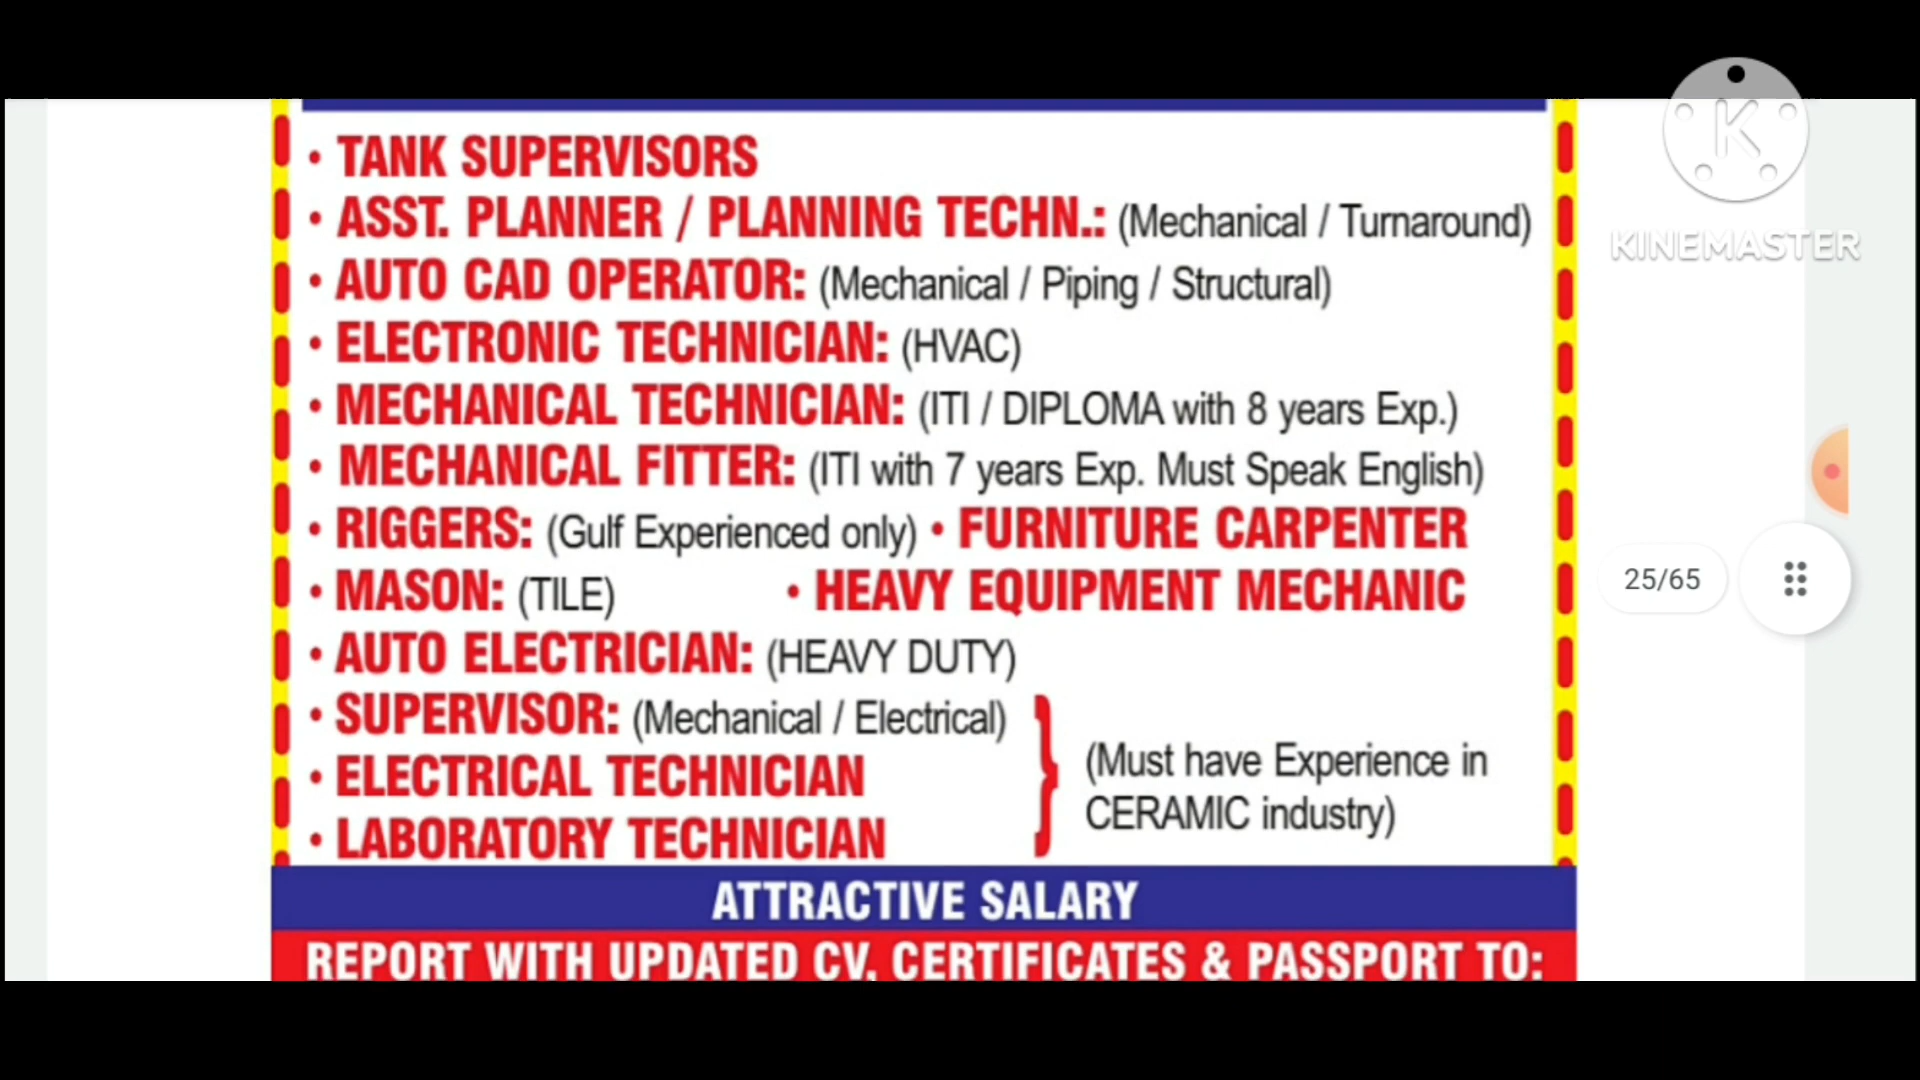 • TANK SUPERVISORS
• ASST. PLANNER / PLANNING TECHN.: (Mechanical / Turnaround)
• AUTO CAD OPERATOR: (Mechanical / Piping / Structural)
• ELECTRONIC TECHNICIAN: (HVAC)
• MECHANICAL TECHNICIAN: (ITI / DIPLOMA with 8 years Exp.)
• MECHANICAL FITTER: (ITI with 7 years Exp. Must Speak English)
• RIGGERS: (Gulf Experienced only) • FURNITURE CARPENTER
• MASON: (TILE) • HEAVY EQUIPMENT MECHANIC
• AUTO ELECTRICIAN: (HEAVY DUTY)
• SUPERVISOR: (Mechanical / Electrical)
• ELECTRICAL TECHNICIAN
• LABORATORY TECHNICIAN
(Must have Experience in
CERAMIC industry)
ATTRACTIVE SALARY
REPORT WITH UPDATED CV, CERTIFICATES & PASSPORT TO:
K
KINEMASTER
25/65